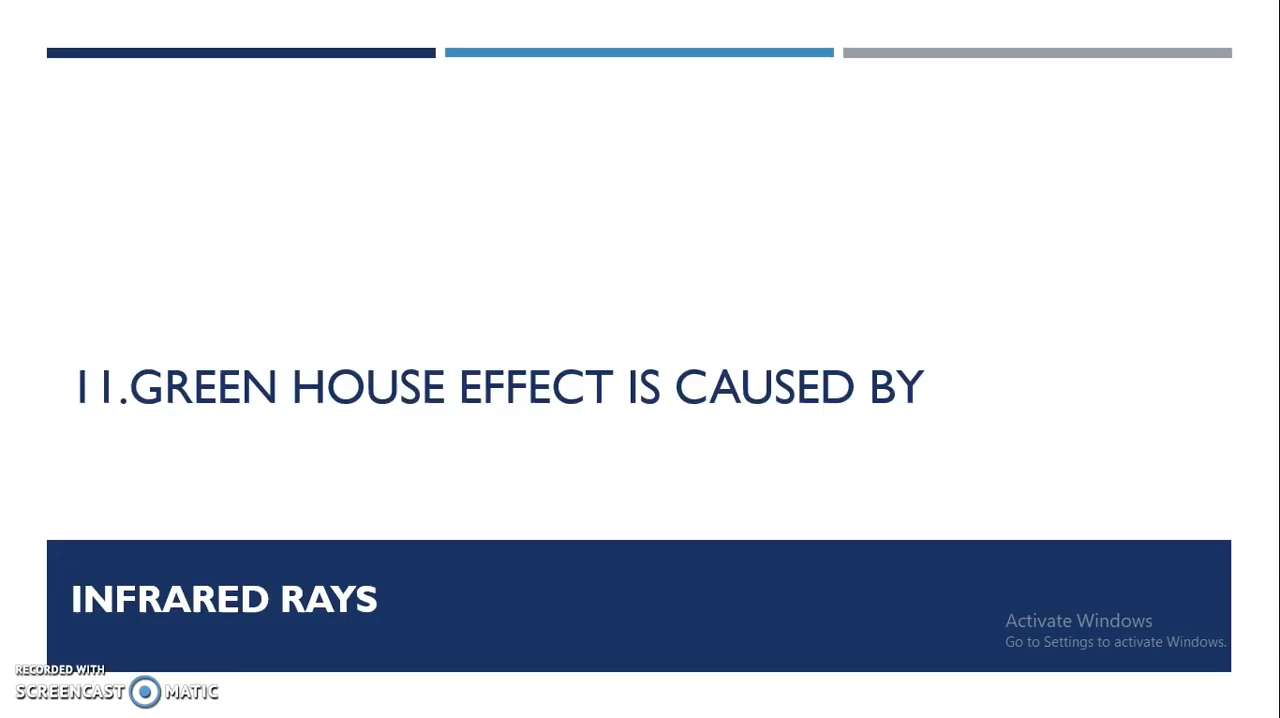 11.GREEN HOUSE EFFECT IS CAUSED BY
INFRARED RAYS
Activate Windows
Go to Settings to activate Windows.
RECORDED WITH
SCREENCAST MATIC